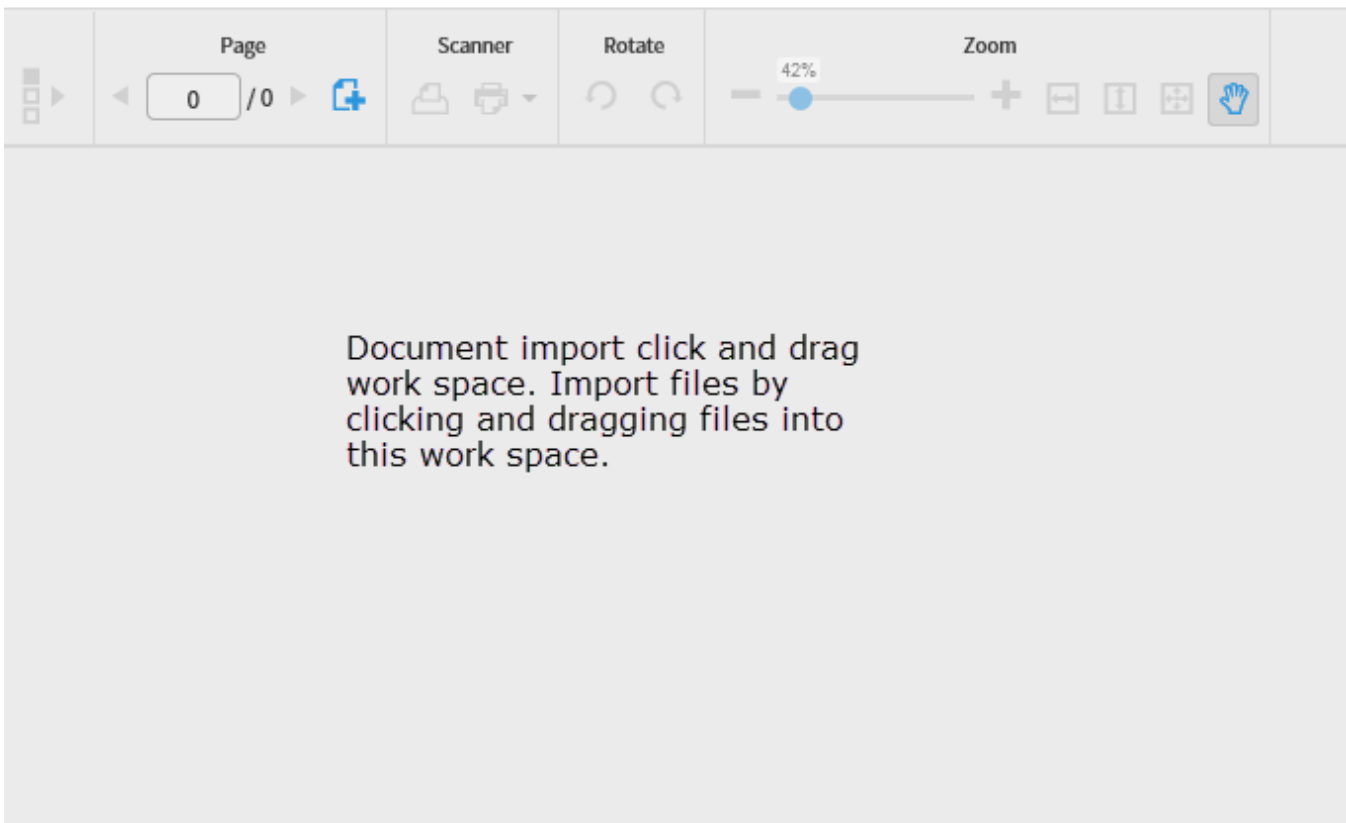 Page
Scanner
Rotate
Zoom
0 / 0
42%
Document import click and drag
work space. Import files by
clicking and dragging files into
this work space.